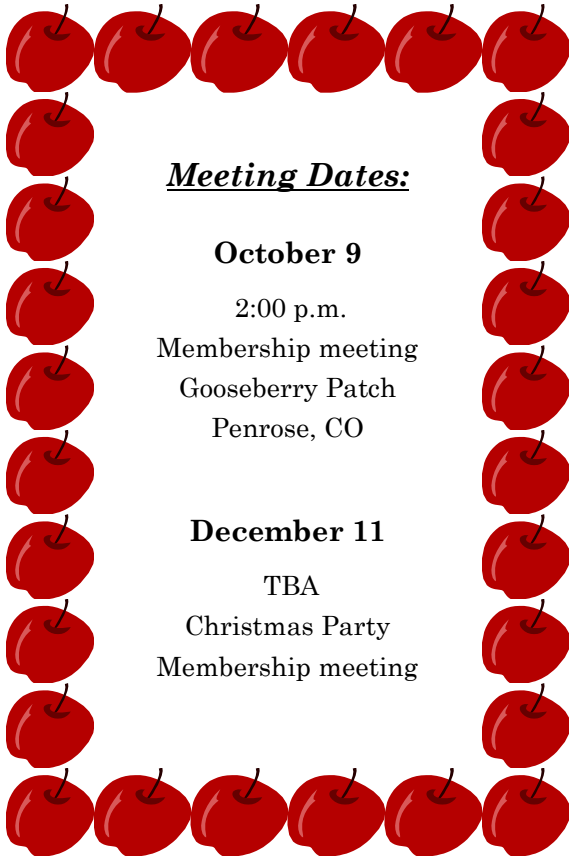 Meeting Dates:
October 9
2:00 p.m.
Membership meeting
Gooseberry Patch
Penrose, CO
December 11
TBA
Christmas Party
Membership meeting